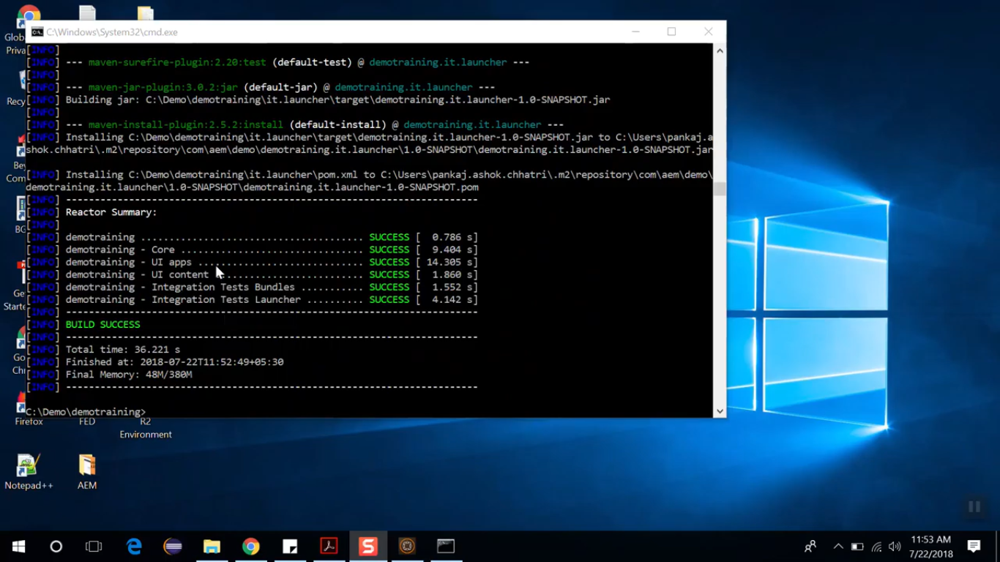 C:\Windows\System32\cmd.exe
[INFO]
[INFO] --- maven-surefire-plugin:2.20:test (default-test) @ demotraining.it.launcher ---
[INFO]
[INFO] --- maven-jar-plugin:3.0.2:jar (default-jar) @ demotraining.it.launcher ---
[INFO] Building jar: C:\Demo\demotraining\it.launcher\target\demotraining.it.launcher-1.0-SNAPSHOT.jar
[INFO]
[INFO] --- maven-install-plugin:2.5.2:install (default-install) @ demotraining.it.launcher ---
[INFO] Installing C:\Demo\demotraining\it.launcher\target\demotraining.it.launcher-1.0-SNAPSHOT.jar to C:\Users\pankaj.a
shok.chhatri\.m2\repository\com\aem\demo\demotraining.it.launcher\1.0-SNAPSHOT\demotraining.it.launcher-1.0-SNAPSHOT.jar
[INFO] Installing C:\Demo\demotraining\it.launcher\pom.xml to C:\Users\pankaj.ashok.chhatri\.m2\repository\com\aem\demo\
demotraining.it.launcher\1.0-SNAPSHOT\demotraining.it.launcher-1.0-SNAPSHOT.pom
[INFO] ------------------------------------------------------------------------
[INFO] Reactor Summary:
[INFO]
[INFO] demotraining ....................................... SUCCESS [  0.786 s]
[INFO] demotraining - Core ................................ SUCCESS [  9.404 s]
[INFO] demotraining - UI apps ............................. SUCCESS [ 14.305 s]
[INFO] demotraining - UI content .......................... SUCCESS [  1.860 s]
[INFO] demotraining - Integration Tests Bundles ........... SUCCESS [  1.552 s]
[INFO] demotraining - Integration Tests Launcher .......... SUCCESS [  4.142 s]
[INFO] ------------------------------------------------------------------------
[INFO] BUILD SUCCESS
[INFO] ------------------------------------------------------------------------
[INFO] Total time: 36.221 s
[INFO] Finished at: 2018-07-22T11:52:49+05:30
[INFO] Final Memory: 48M/380M
[INFO] ------------------------------------------------------------------------
C:\Demo\demotraining>
Firefox
FED
R2
Environment
Notepad++
AEM
11:53 AM
7/22/2018